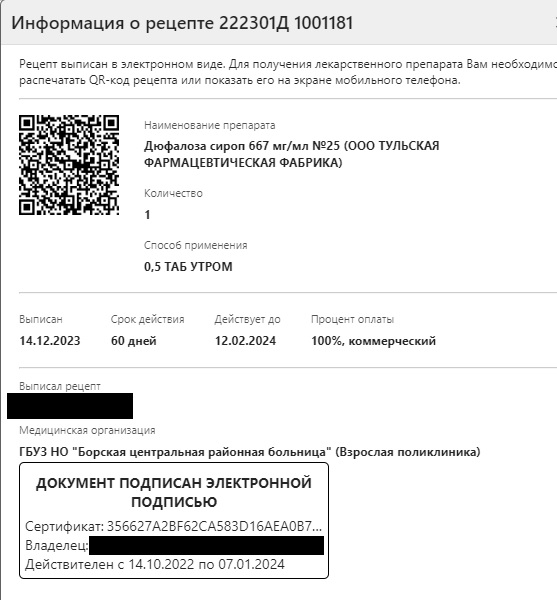 Информация о рецепте 222301Д 1001181
Рецепт выписан в электронном виде. Для получения лекарственного препарата Вам необходимо
распечатать QR-код рецепта или показать его на экране мобильного телефона.
Наименование препарата
Дюфалоза сироп 667 мг/мл №25 (ООО ТУЛЬСКАЯ
ФАРМАЦЕВТИЧЕСКАЯ ФАБРИКА)
Количество
1
Способ применения
0,5 ТАБ УТРОМ
Выписан Срок действия Действует до Процент оплаты
14.12.2023 60 дней 12.02.2024 100%, коммерческий
Выписал рецепт
Медицинская организация
ГБУЗ НО "Борская центральная районная больница" (Взрослая поликлиника)
ДОКУМЕНТ ПОДПИСАН ЭЛЕКТРОННОЙ
ПОДПИСЬЮ
Сертификат: 356627A2BF62CA583D16AEA0B7...
Владелец:
Действителен с 14.10.2022 по 07.01.2024